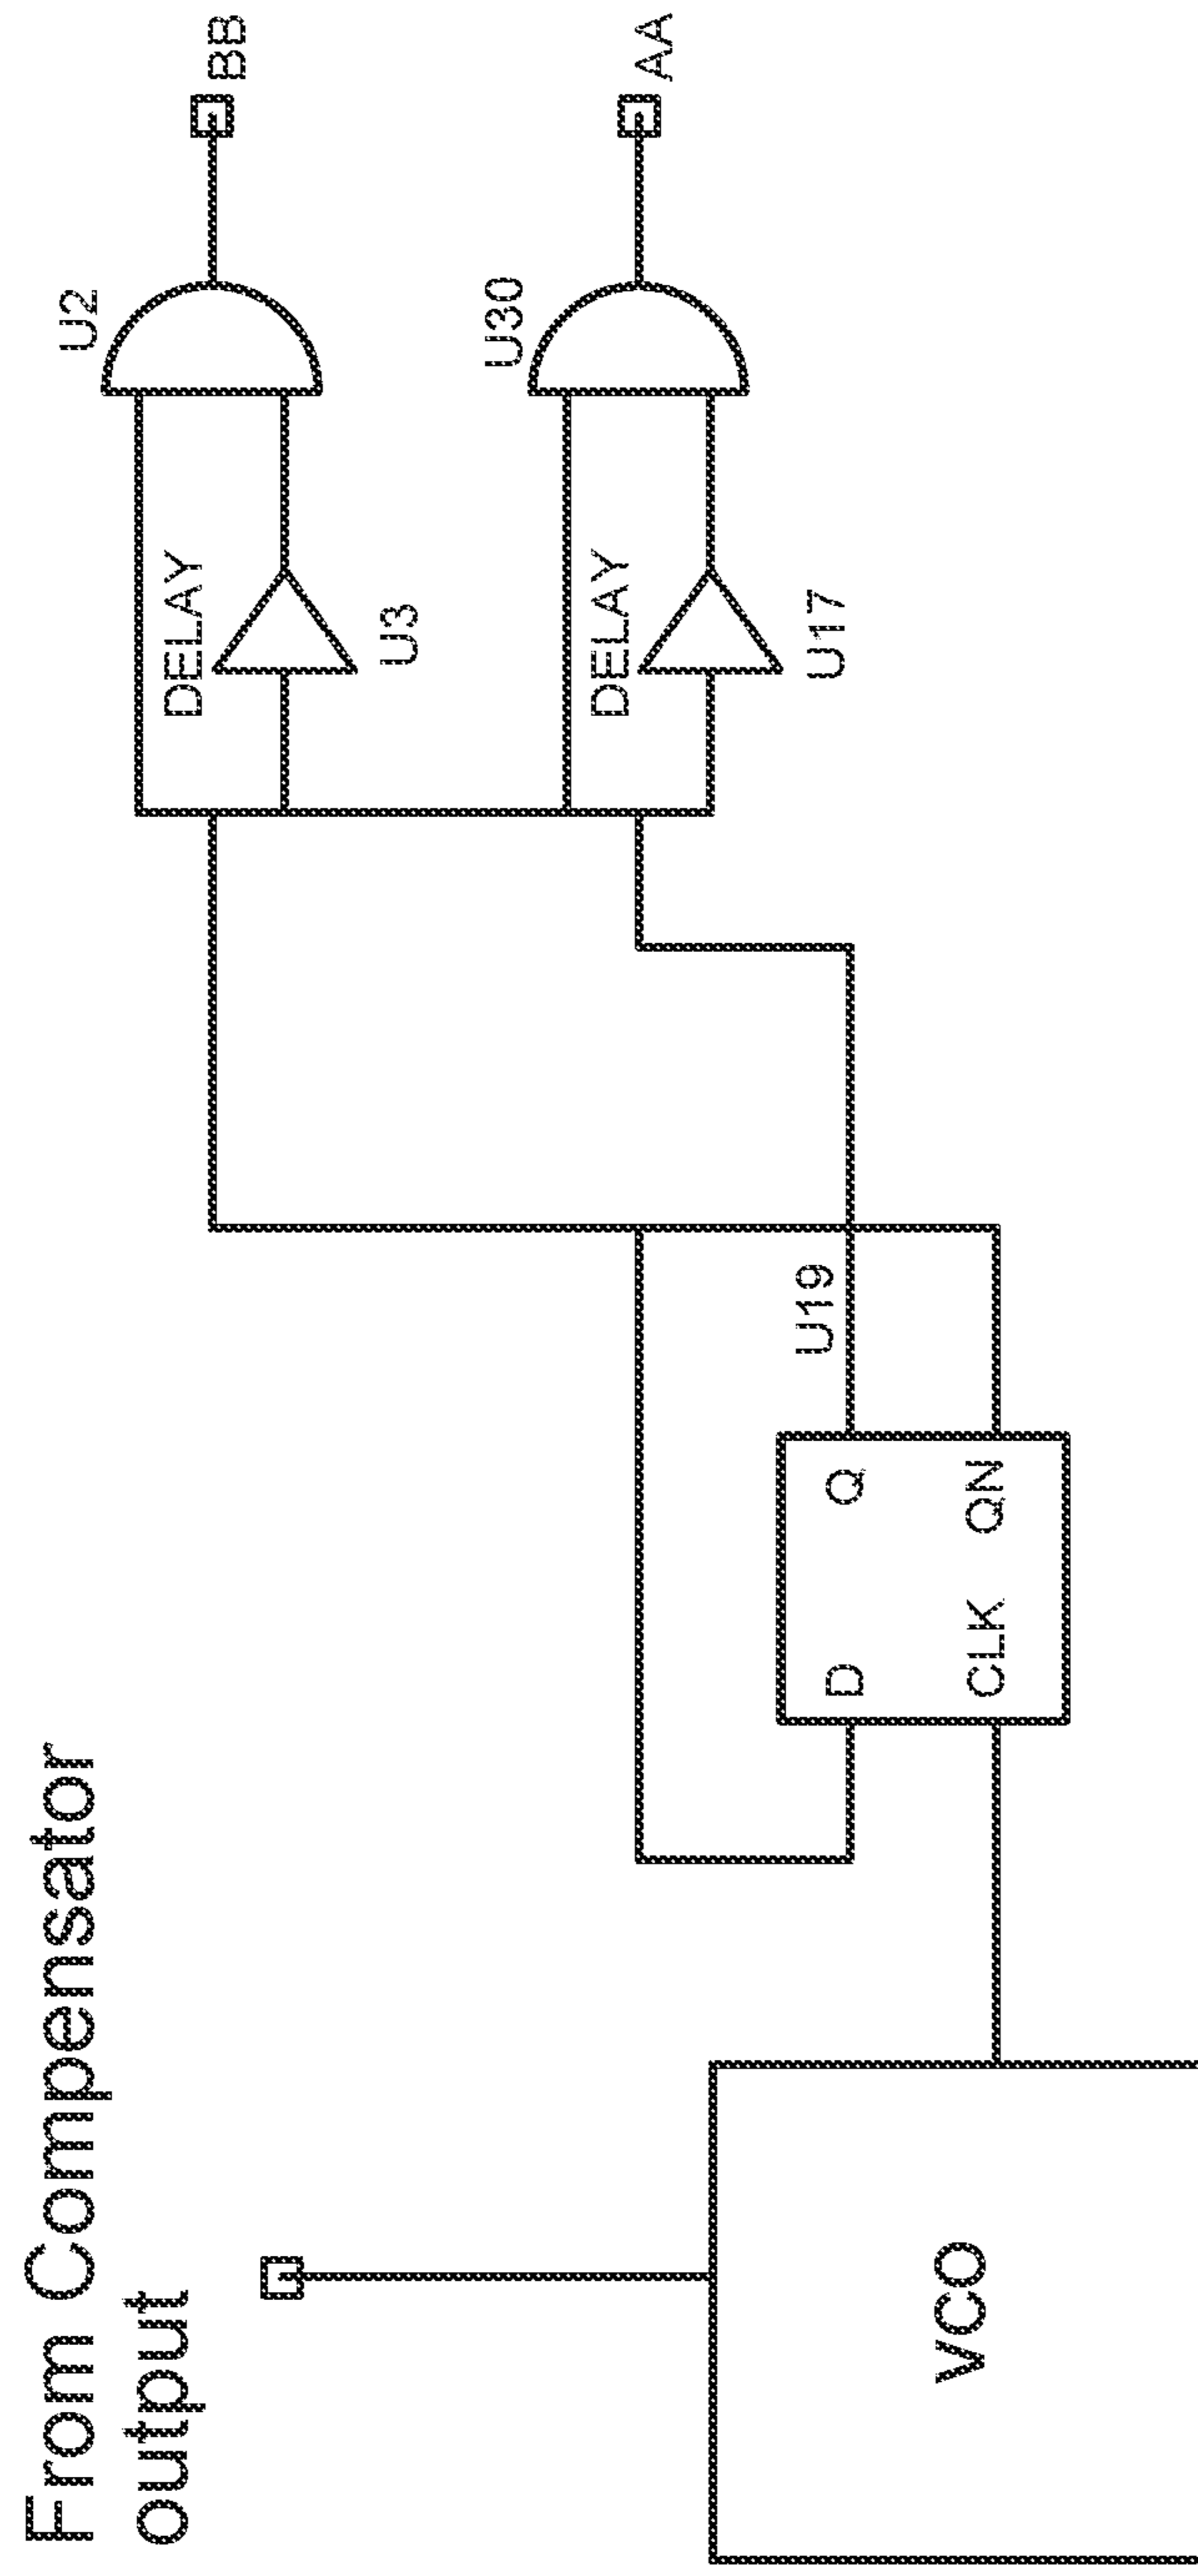 From Compensator
output
VCO
D Q
CLK QN
U19
DELAY
U3
U2
BB
DELAY
U17
U30
AA